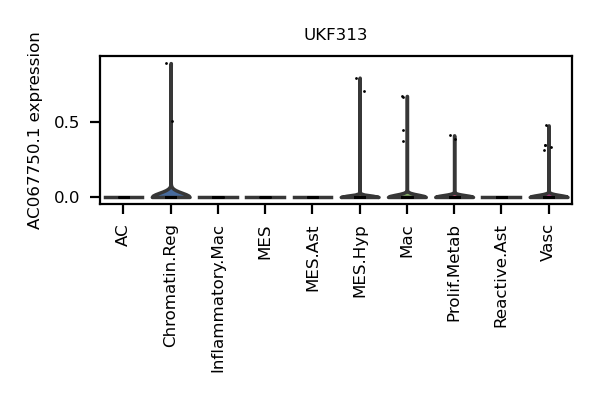 UKF313
AC067750.1 expression
0.5
0.0
AC
Chromatin.Reg
Inflammatory.Mac
MES
MES.Ast
MES.Hyp
Mac
Prolif.Metab
Reactive.Ast
Vasc